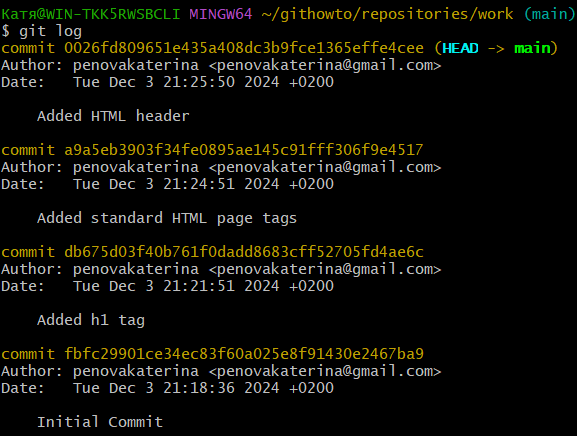 Катя@WIN-TKK5RWSBCLI MINGW64 ~/githowto/repositories/work (main)
$ git log
commit 0026fd809651e435a408dc3b9fce1365effe4cee (HEAD -> main)
Author: penovakaterina <penovakaterina@gmail.com>
Date:   Tue Dec 3 21:25:50 2024 +0200
    Added HTML header
commit a9a5eb3903f34fe0895ae145c91fff306f9e4517
Author: penovakaterina <penovakaterina@gmail.com>
Date:   Tue Dec 3 21:24:51 2024 +0200
    Added standard HTML page tags
commit db675d03f40b761f0dadd8683cff52705fd4ae6c
Author: penovakaterina <penovakaterina@gmail.com>
Date:   Tue Dec 3 21:21:51 2024 +0200
    Added h1 tag
commit fbfc29901ce34ec83f60a025e8f91430e2467ba9
Author: penovakaterina <penovakaterina@gmail.com>
Date:   Tue Dec 3 21:18:36 2024 +0200
    Initial Commit